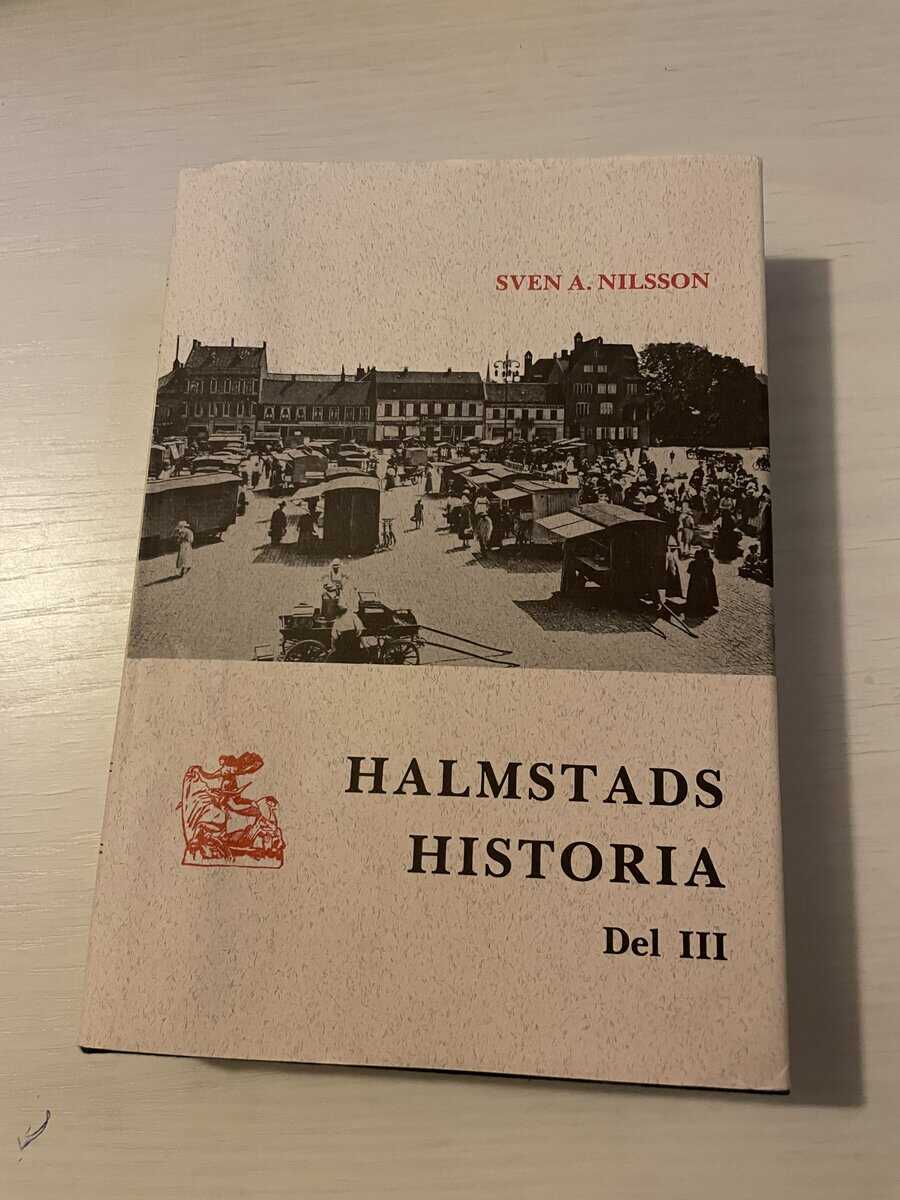 SVEN A. NILSSON
HALMSTADS
HISTORIA
Del III